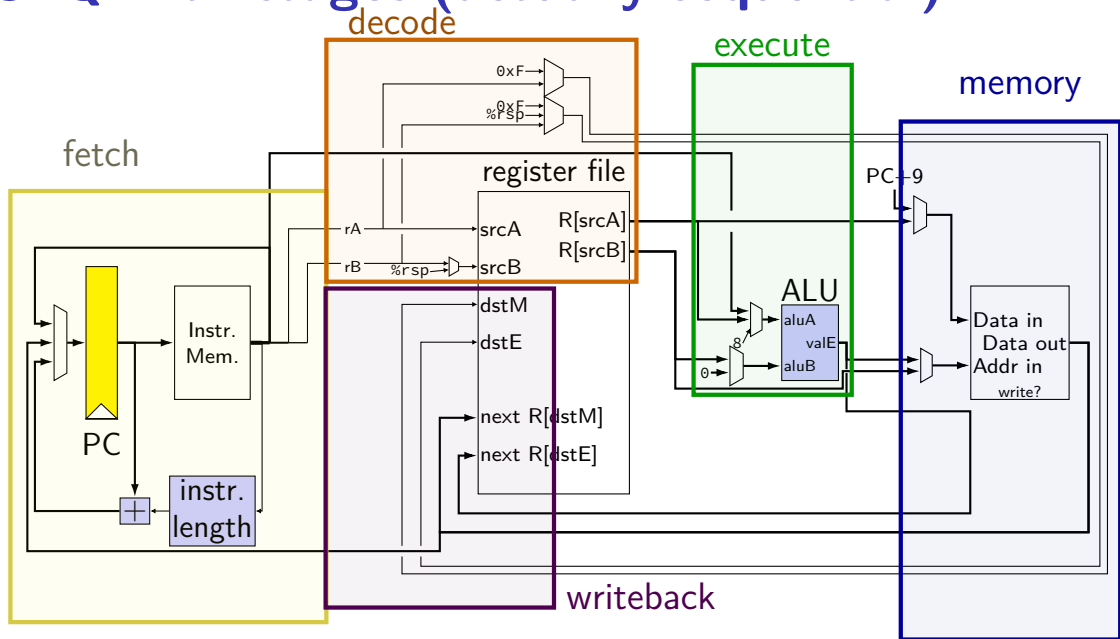 decode
execute
memory
fetch
0xF
0xF
%rsp
register file
PC+9
rA
srcA
R[srcA]
rB
%rsp
srcB
R[srcB]
dstM
dstE
ALU
aluA
valE
aluB
8
0
Instr.
Mem.
Data in
Data out
Addr in
write?
PC
next R[dstM]
next R[dstE]
+
instr.
length
writeback